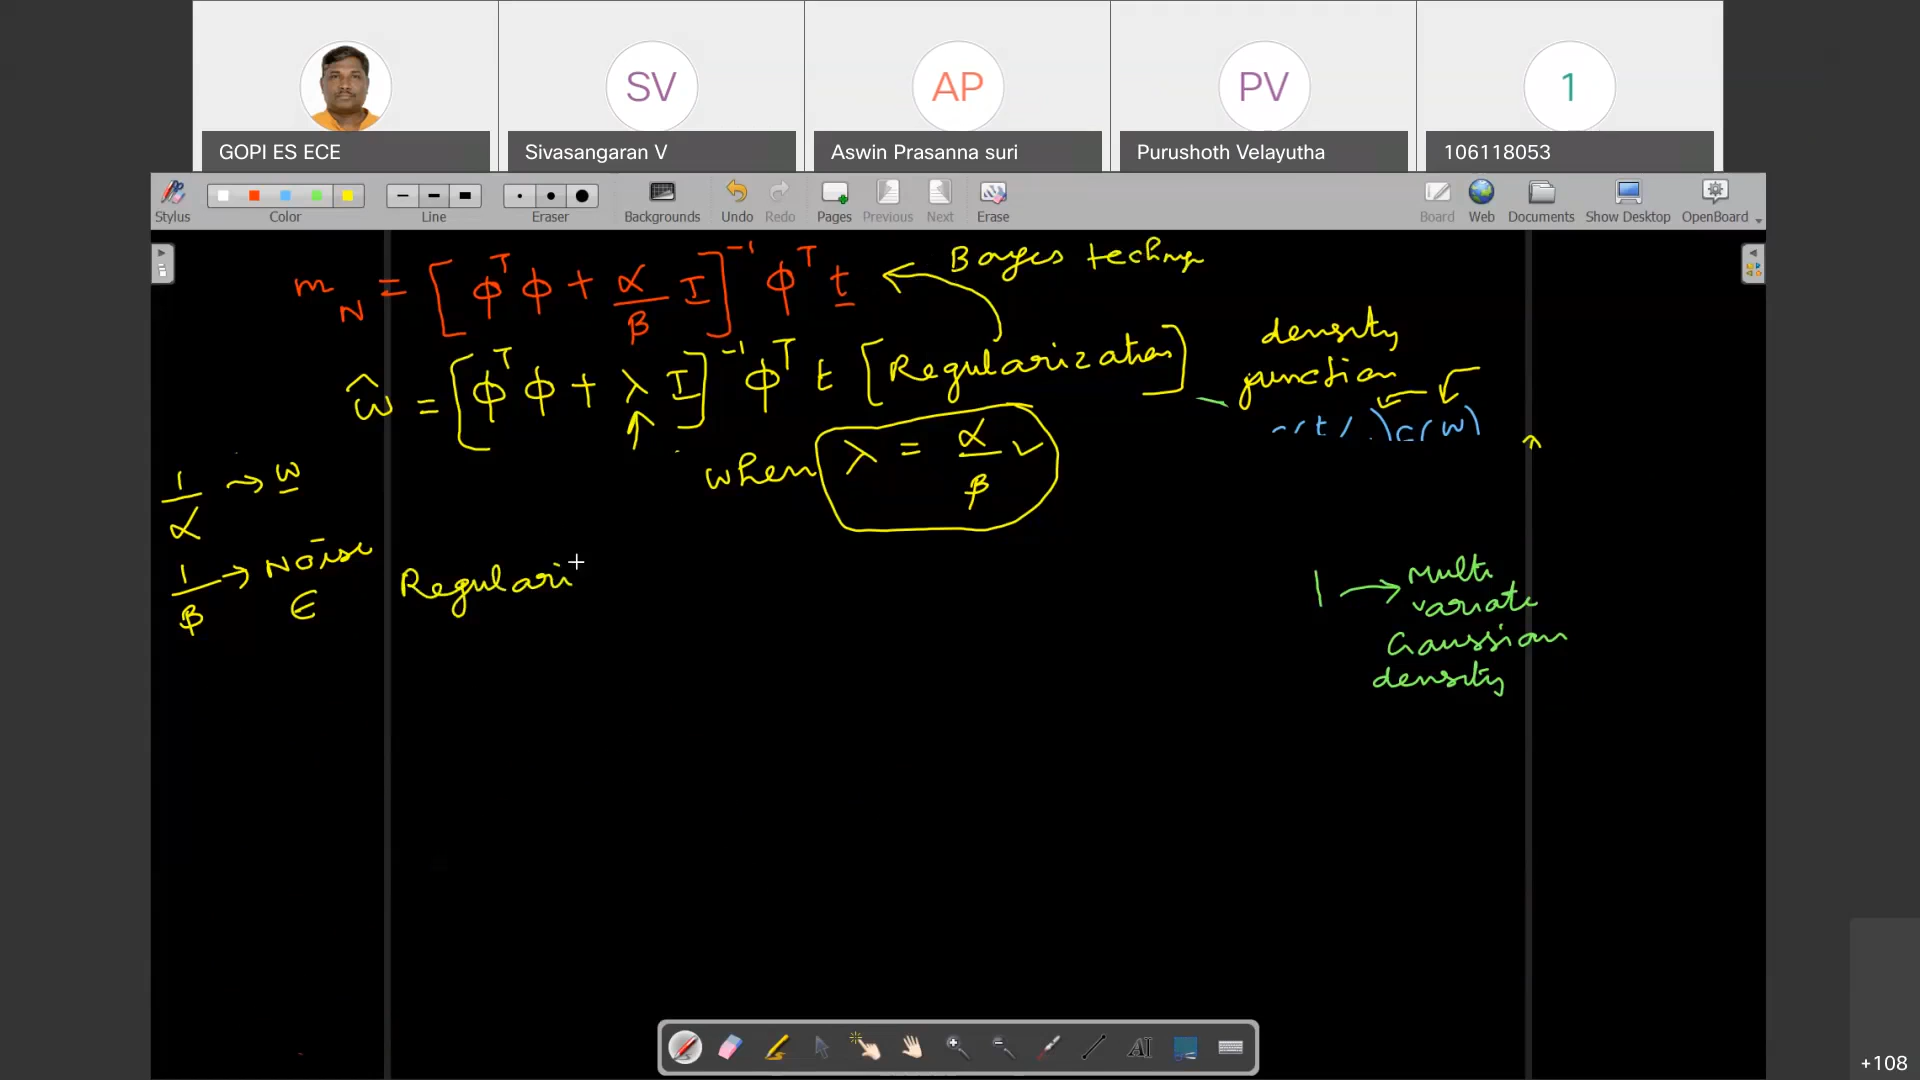 SV
AP
PV
1
GOPI ES ECE
Sivasangaran V
Aswin Prasanna suri
Purushoth Velayutha
106118053
Stylus
Color
Line
Eraser
Backgrounds
Undo
Redo
Pages
Previous
Next
Erase
Board
Web
Documents
Show Desktop
OpenBoard
m_N = [Φ^T Φ + α/β I]^-1 Φ^T t
Bayes techng
ŵ = [Φ^T Φ + λ I]^-1 Φ^T t [Regularization]
density
function
when λ = α/β ✓
1/α → w
1/β → Noise
ϵ
Regulari
1 → Multi
variate
Gaussian
density
AI
+108